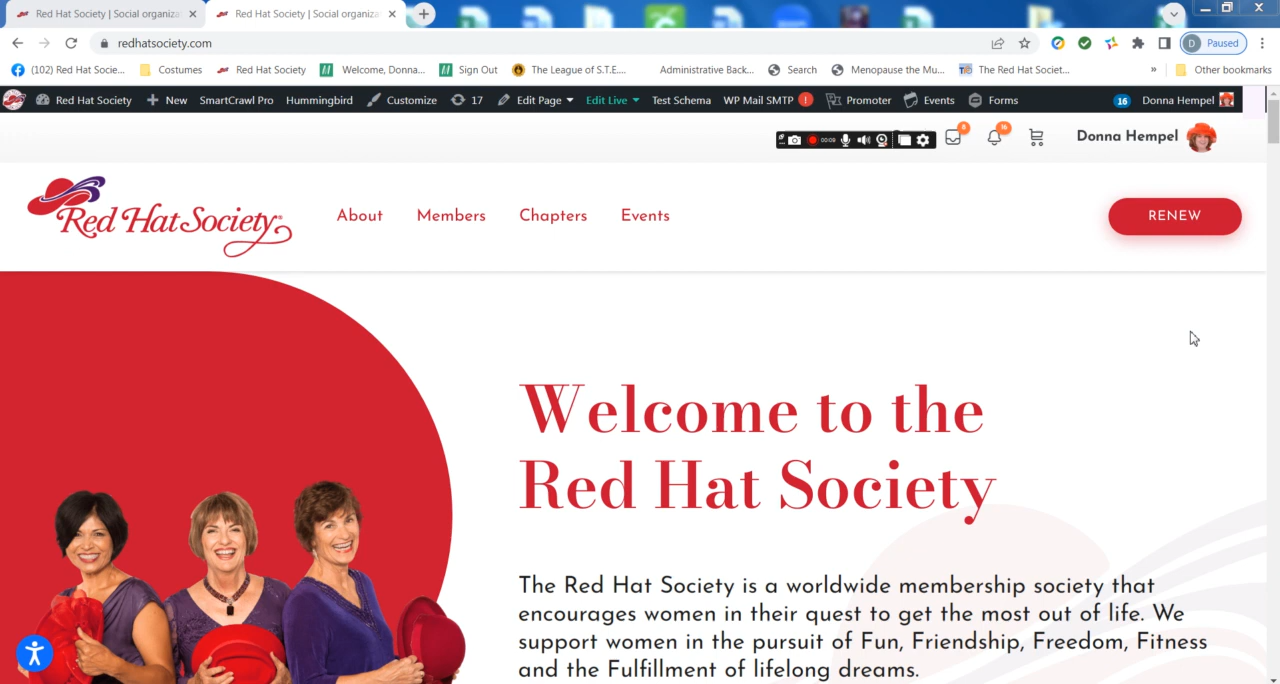 Red Hat Society | Social organiza
Red Hat Society | Social organiza
redhatsociety.com
D Paused
(102) Red Hat Socie...
Costumes
Red Hat Society
Welcome, Donna...
Sign Out
The League of S.T.E....
Administrative Back...
Search
Menopause the Mu...
The Red Hat Societ...
»
Other bookmarks
Red Hat Society
New
SmartCrawl Pro
Hummingbird
Customize
17
Edit Page
Edit Live
Test Schema
WP Mail SMTP !
Promoter
Events
Forms
16
Donna Hempel
00:09
6
16
Donna Hempel
Red Hat Society
About
Members
Chapters
Events
RENEW
Welcome to the
Red Hat Society
The Red Hat Society is a worldwide membership society that
encourages women in their quest to get the most out of life. We
support women in the pursuit of Fun, Friendship, Freedom, Fitness
and the Fulfillment of lifelong dreams.